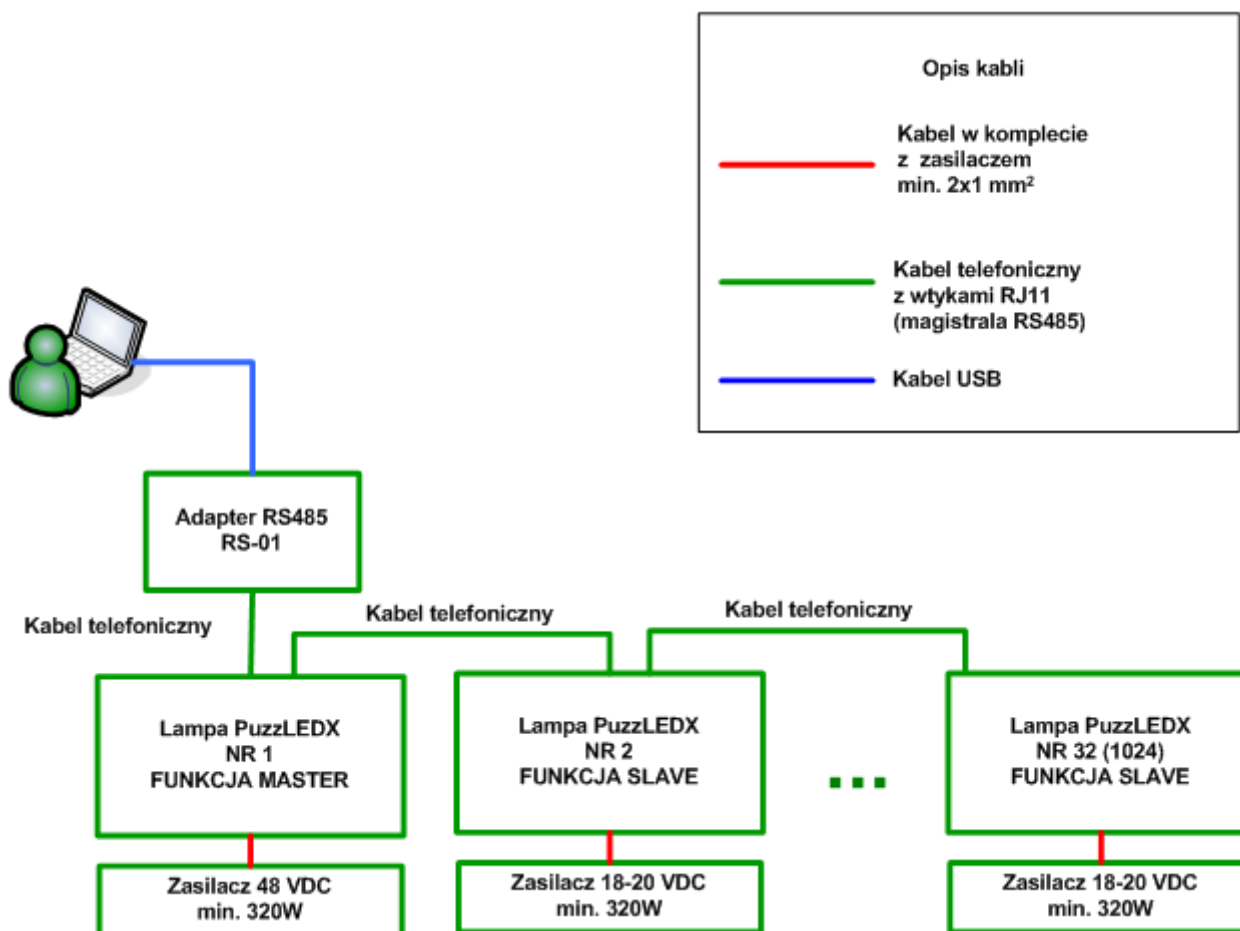 Opis kabli
Kabel w komplecie
z zasilaczem
min. 2x1 mm²
Kabel telefoniczny
z wtykami RJ11
(magistrala RS485)
Kabel USB
Adapter RS485
RS-01
Kabel telefoniczny
Kabel telefoniczny
Kabel telefoniczny
Lampa PuzzLEDX
NR 1
FUNKCJA MASTER
Lampa PuzzLEDX
NR 2
FUNKCJA SLAVE
...
Lampa PuzzLEDX
NR 32 (1024)
FUNKCJA SLAVE
Zasilacz 48 VDC
min. 320W
Zasilacz 18-20 VDC
min. 320W
Zasilacz 18-20 VDC
min. 320W